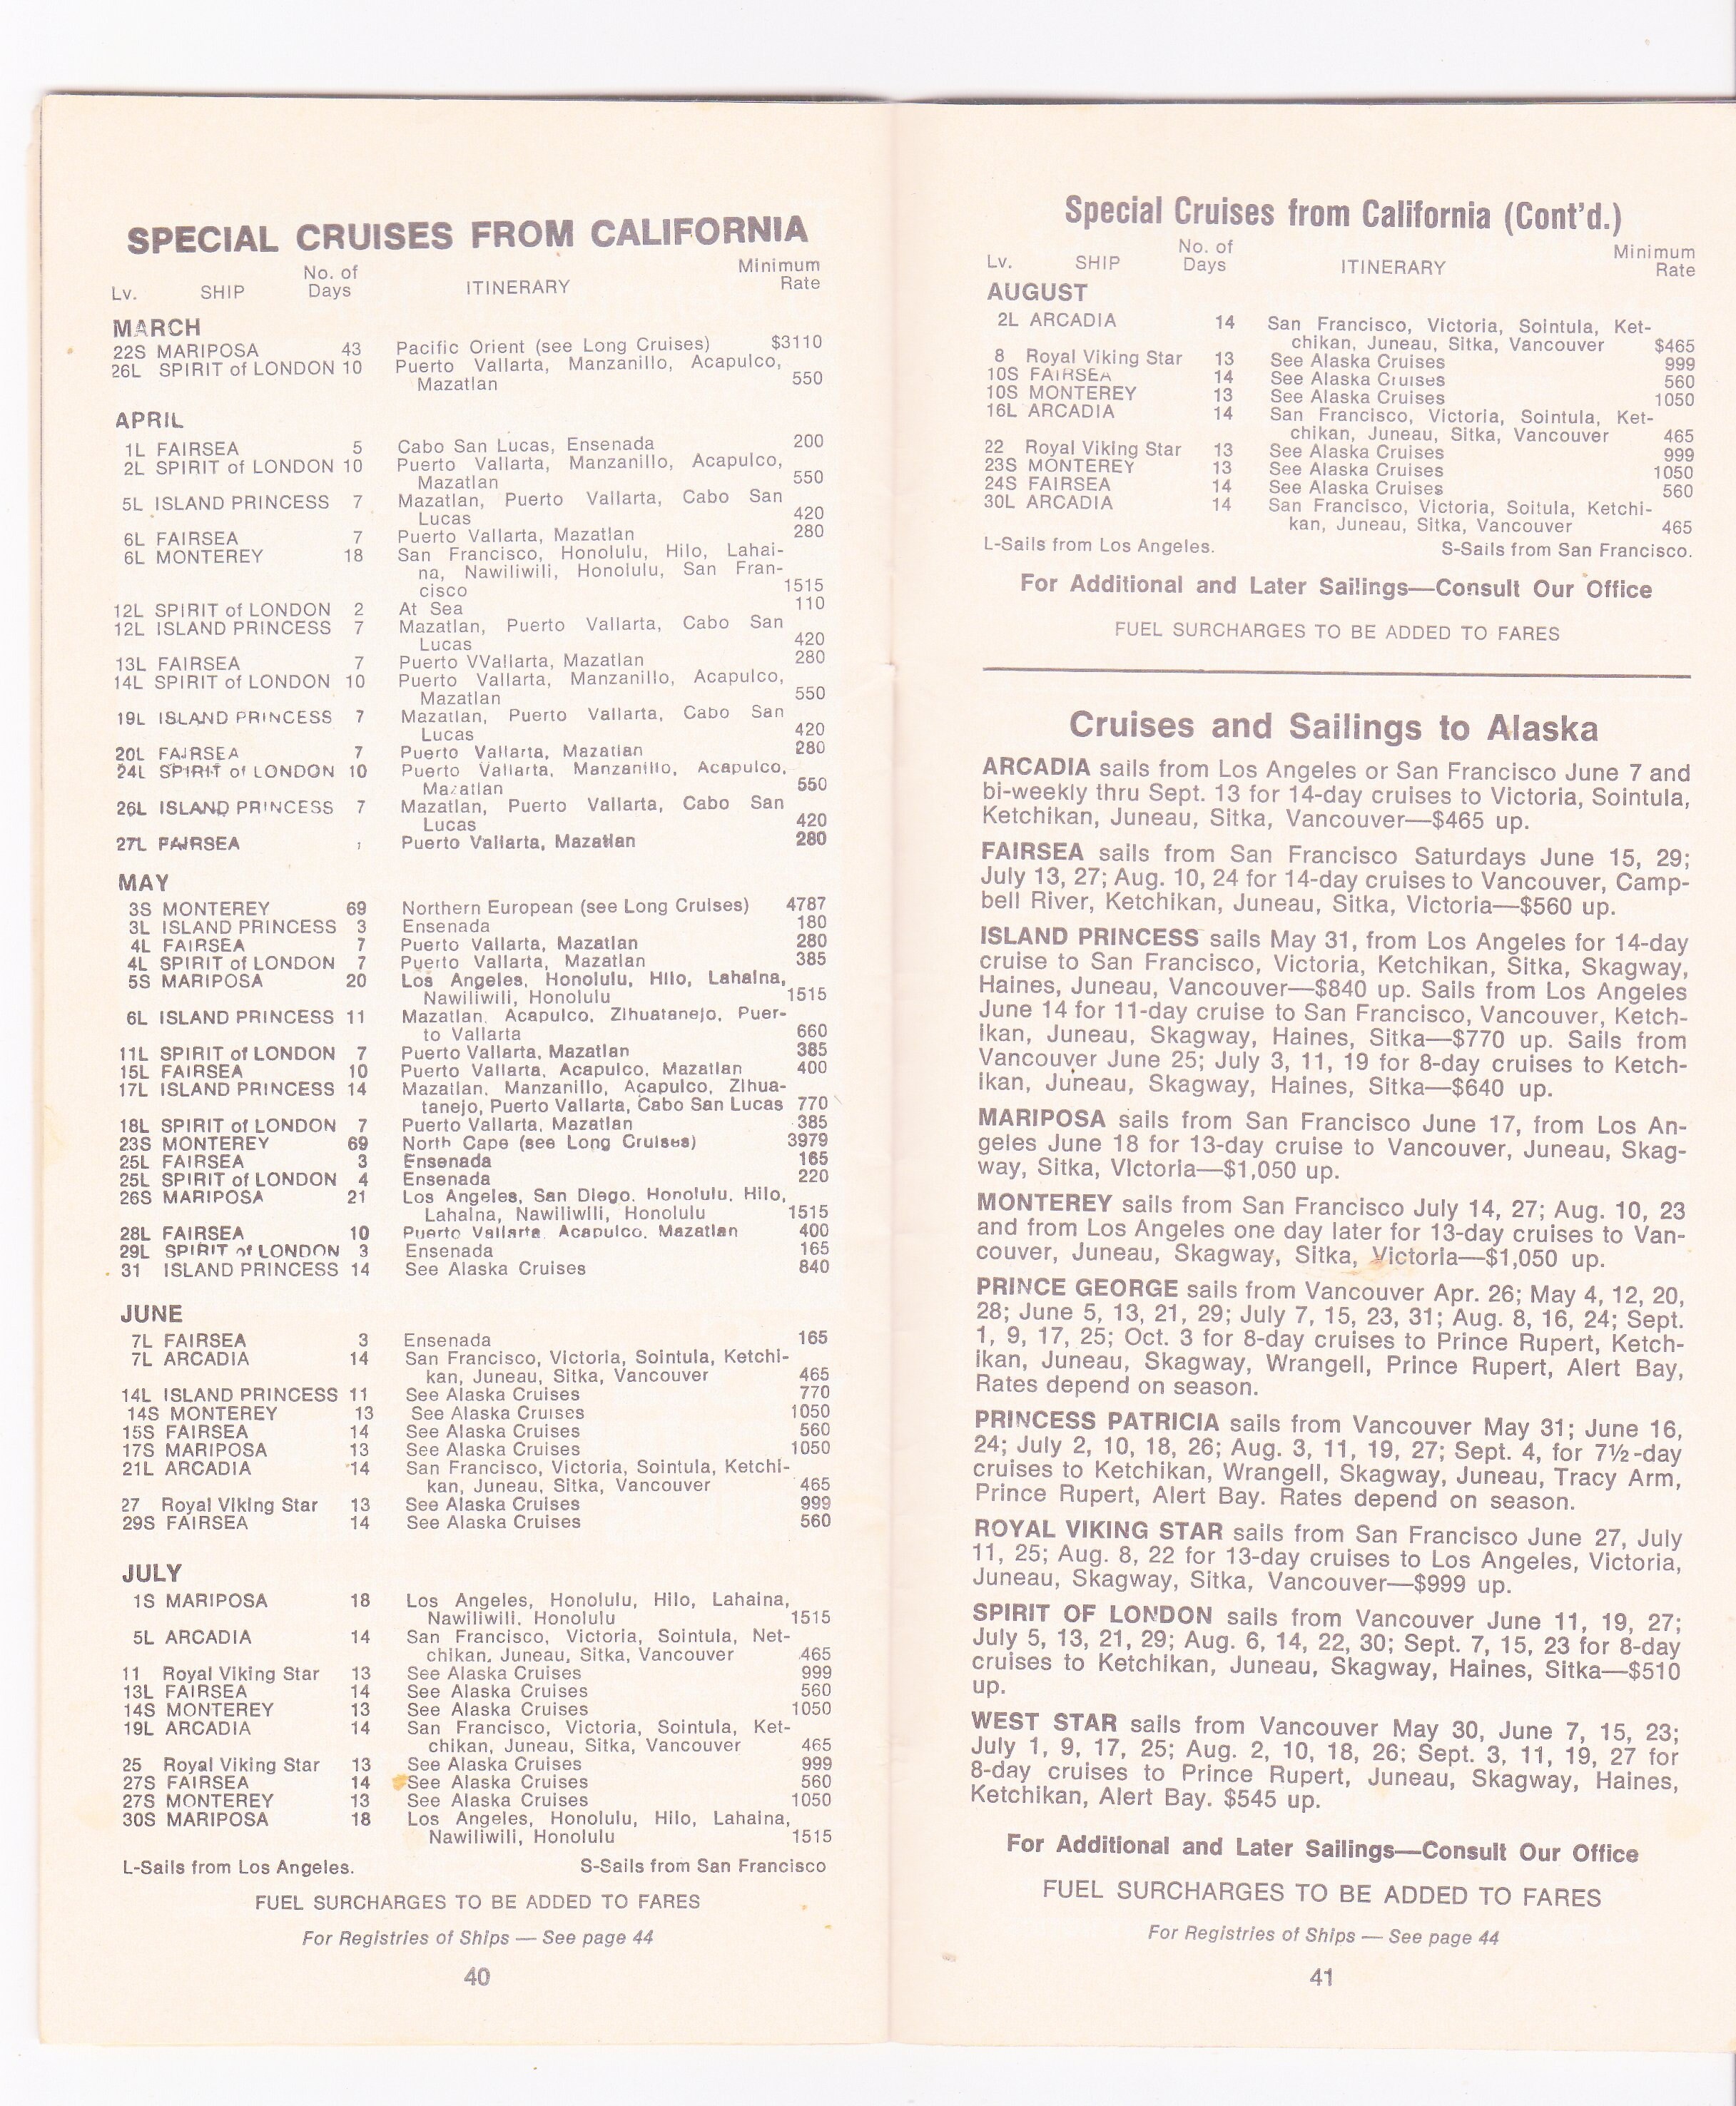 SPECIAL CRUISES FROM CALIFORNIA
Lv. SHIP No. of Days ITINERARY Minimum Rate
MARCH
22S MARIPOSA 43 Pacific Orient (see Long Cruises) $3110
26L SPIRIT of LONDON 10 Puerto Vallarta, Manzanillo, Acapulco,
Mazatlan 550
APRIL
1L FAIRSEA 5 Cabo San Lucas, Ensenada 200
2L SPIRIT of LONDON 10 Puerto Vallarta, Manzanillo, Acapulco,
Mazatlan 550
5L ISLAND PRINCESS 7 Mazatlan, Puerto Vallarta, Cabo San
Lucas 420
6L FAIRSEA 7 Puerto Vallarta, Mazatlan 280
6L MONTEREY 18 San Francisco, Honolulu, Hilo, Lahai-
na, Nawiliwili, Honolulu, San Fran-
cisco 1515
12L SPIRIT of LONDON 2 At Sea 110
12L ISLAND PRINCESS 7 Mazatlan, Puerto Vallarta, Cabo San
Lucas 420
13L FAIRSEA 7 Puerto VVallarta, Mazatlan 280
14L SPIRIT of LONDON 10 Puerto Vallarta, Manzanillo, Acapulco,
Mazatlan 550
19L ISLAND PRINCESS 7 Mazatlan, Puerto Vallarta, Cabo San
Lucas 420
20L FAIRSEA 7 Puerto Vallarta, Mazatlan 280
24L SPIRIT of LONDON 10 Puerto Vallarta, Manzanillo, Acapulco,
Mazatlan 550
26L ISLAND PRINCESS 7 Mazatlan, Puerto Vallarta, Cabo San
Lucas 420
27L FAIRSEA Puerto Vallarta, Mazatlan 280
MAY
3S MONTEREY 69 Northern European (see Long Cruises) 4787
3L ISLAND PRINCESS 3 Ensenada 180
4L FAIRSEA 7 Puerto Vallarta, Mazatlan 280
4L SPIRIT of LONDON 7 Puerto Vallarta, Mazatlan 385
5S MARIPOSA 20 Los Angeles, Honolulu, Hilo, Lahaina,
Nawiliwili, Honolulu 1515
6L ISLAND PRINCESS 11 Mazatlan, Acapulco, Zihuatanejo, Puer-
to Vallarta 660
11L SPIRIT of LONDON 7 Puerto Vallarta, Mazatlan 385
15L FAIRSEA 10 Puerto Vallarta, Acapulco, Mazatlan 400
17L ISLAND PRINCESS 14 Mazatlan, Manzanillo, Acapulco, Zihua-
tanejo, Puerto Vallarta, Cabo San Lucas 770
18L SPIRIT of LONDON 7 Puerto Vallarta, Mazatlan 385
23S MONTEREY 69 North Cape (see Long Cruises) 3979
25L FAIRSEA 3 Ensenada 165
25L SPIRIT of LONDON 4 Ensenada 220
26S MARIPOSA 21 Los Angeles, San Diego, Honolulu, Hilo,
Lahaina, Nawiliwili, Honolulu 1515
28L FAIRSEA 10 Puerto Vallarta, Acapulco, Mazatlan 400
29L SPIRIT of LONDON 3 Ensenada 165
31 ISLAND PRINCESS 14 See Alaska Cruises 840
JUNE
7L FAIRSEA 3 Ensenada 165
7L ARCADIA 14 San Francisco, Victoria, Sointula, Ketchi-
kan, Juneau, Sitka, Vancouver 465
14L ISLAND PRINCESS 11 See Alaska Cruises 770
14S MONTEREY 13 See Alaska Cruises 1050
15S FAIRSEA 14 See Alaska Cruises 560
17S MARIPOSA 13 See Alaska Cruises 1050
21L ARCADIA 14 San Francisco, Victoria, Sointula, Ketchi-
kan, Juneau, Sitka, Vancouver 465
27 Royal Viking Star 13 See Alaska Cruises 999
29S FAIRSEA 14 See Alaska Cruises 560
JULY
1S MARIPOSA 18 Los Angeles, Honolulu, Hilo, Lahaina,
Nawiliwili, Honolulu 1515
5L ARCADIA 14 San Francisco, Victoria, Sointula, Net-
chikan, Juneau, Sitka, Vancouver 465
11 Royal Viking Star 13 See Alaska Cruises 999
13L FAIRSEA 14 See Alaska Cruises 560
14S MONTEREY 13 See Alaska Cruises 1050
19L ARCADIA 14 San Francisco, Victoria, Sointula, Ket-
chikan, Juneau, Sitka, Vancouver 465
25 Royal Viking Star 13 See Alaska Cruises 999
27S FAIRSEA 14 See Alaska Cruises 560
27S MONTEREY 13 See Alaska Cruises 1050
30S MARIPOSA 18 Los Angeles, Honolulu, Hilo, Lahaina,
Nawiliwili, Honolulu 1515
L-Sails from Los Angeles. S-Sails from San Francisco
FUEL SURCHARGES TO BE ADDED TO FARES
For Registries of Ships — See page 44
40
Special Cruises from California (Cont'd.)
Lv. SHIP No. of Days ITINERARY Minimum Rate
AUGUST
2L ARCADIA 14 San Francisco, Victoria, Sointula, Ket-
chikan, Juneau, Sitka, Vancouver $465
8 Royal Viking Star 13 See Alaska Cruises 999
10S FAIRSEA 14 See Alaska Cruises 560
10S MONTEREY 13 See Alaska Cruises 1050
16L ARCADIA 14 San Francisco, Victoria, Sointula, Ket-
chikan, Juneau, Sitka, Vancouver 465
22 Royal Viking Star 13 See Alaska Cruises 999
23S MONTEREY 13 See Alaska Cruises 1050
24S FAIRSEA 14 See Alaska Cruises 560
30L ARCADIA 14 San Francisco, Victoria, Soitula, Ketchi-
kan, Juneau, Sitka, Vancouver 465
L-Sails from Los Angeles. S-Sails from San Francisco.
For Additional and Later Sailings—Consult Our Office
FUEL SURCHARGES TO BE ADDED TO FARES
Cruises and Sailings to Alaska
ARCADIA sails from Los Angeles or San Francisco June 7 and
bi-weekly thru Sept. 13 for 14-day cruises to Victoria, Sointula,
Ketchikan, Juneau, Sitka, Vancouver—$465 up.
FAIRSEA sails from San Francisco Saturdays June 15, 29;
July 13, 27; Aug. 10, 24 for 14-day cruises to Vancouver, Camp-
bell River, Ketchikan, Juneau, Sitka, Victoria—$560 up.
ISLAND PRINCESS sails May 31, from Los Angeles for 14-day
cruise to San Francisco, Victoria, Ketchikan, Sitka, Skagway,
Haines, Juneau, Vancouver—$840 up. Sails from Los Angeles
June 14 for 11-day cruise to San Francisco, Vancouver, Ketch-
ikan, Juneau, Skagway, Haines, Sitka—$770 up. Sails from
Vancouver June 25; July 3, 11, 19 for 8-day cruises to Ketch-
ikan, Juneau, Skagway, Haines, Sitka—$640 up.
MARIPOSA sails from San Francisco June 17, from Los An-
geles June 18 for 13-day cruise to Vancouver, Juneau, Skag-
way, Sitka, Victoria—$1,050 up.
MONTEREY sails from San Francisco July 14, 27; Aug. 10, 23
and from Los Angeles one day later for 13-day cruises to Van-
couver, Juneau, Skagway, Sitka, Victoria—$1,050 up.
PRINCE GEORGE sails from Vancouver Apr. 26; May 4, 12, 20,
28; June 5, 13, 21, 29; July 7, 15, 23, 31; Aug. 8, 16, 24; Sept.
1, 9, 17, 25; Oct. 3 for 8-day cruises to Prince Rupert, Ketch-
ikan, Juneau, Skagway, Wrangell, Prince Rupert, Alert Bay,
Rates depend on season.
PRINCESS PATRICIA sails from Vancouver May 31; June 16,
24; July 2, 10, 18, 26; Aug. 3, 11, 19, 27; Sept. 4, for 7½-day
cruises to Ketchikan, Wrangell, Skagway, Juneau, Tracy Arm,
Prince Rupert, Alert Bay. Rates depend on season.
ROYAL VIKING STAR sails from San Francisco June 27, July
11, 25; Aug. 8, 22 for 13-day cruises to Los Angeles, Victoria,
Juneau, Skagway, Sitka, Vancouver—$999 up.
SPIRIT OF LONDON sails from Vancouver June 11, 19, 27;
July 5, 13, 21, 29; Aug. 6, 14, 22, 30; Sept. 7, 15, 23 for 8-day
cruises to Ketchikan, Juneau, Skagway, Haines, Sitka—$510
up.
WEST STAR sails from Vancouver May 30, June 7, 15, 23;
July 1, 9, 17, 25; Aug. 2, 10, 18, 26; Sept. 3, 11, 19, 27 for
8-day cruises to Prince Rupert, Juneau, Skagway, Haines,
Ketchikan, Alert Bay. $545 up.
For Additional and Later Sailings—Consult Our Office
FUEL SURCHARGES TO BE ADDED TO FARES
For Registries of Ships — See page 44
41